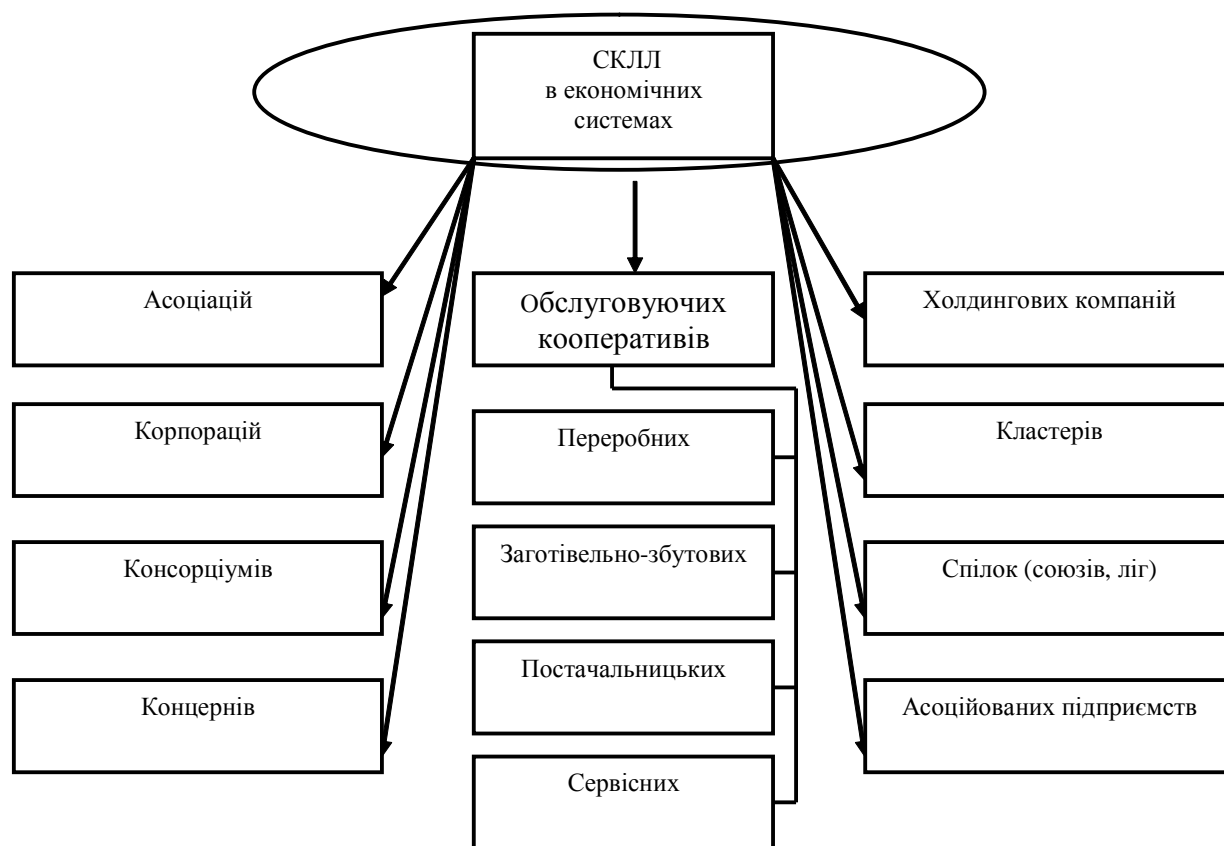 СКЛЛ
в економічних
системах
Асоціацій
Обслуговуючих
кооперативів
Холдингових компаній
Корпорацій
Переробних
Кластерів
Консорціумів
Заготівельно-збутових
Спілок (союзів, ліг)
Концернів
Постачальницьких
Асоційованих підприємств
Сервісних